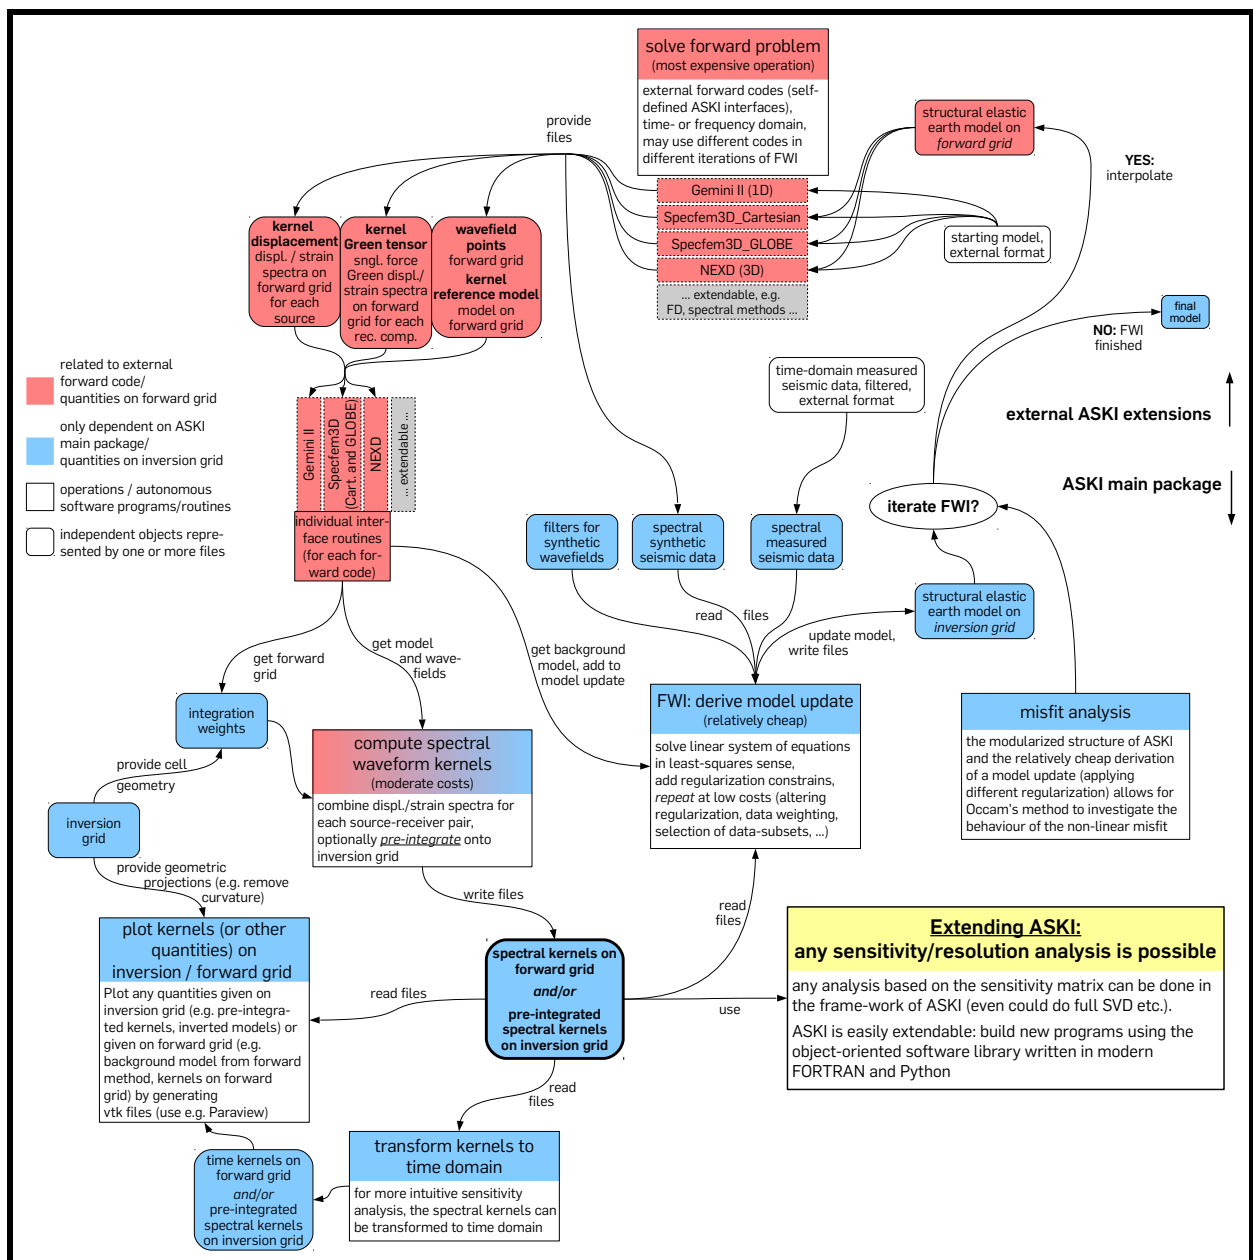 solve forward problem
(most expensive operation)
external forward codes (self-
defined ASKI interfaces),
time- or frequency domain,
may use different codes in
different iterations of FWI
Gemini II (1D)
Specfem3D_Cartesian
Specfem3D_GLOBE
NEXD (3D)
... extendable, e.g.
FD, spectral methods ...
structural elastic
earth model on
forward grid
YES:
interpolate
starting model,
external format
provide
files
kernel
displacement
displ. / strain
spectra on
forward grid
for each
source
kernel
Green tensor
sngl. force
Green displ./
strain spectra
on forward
grid for each
rec. comp.
wavefield
points
forward grid
kernel
reference model
model on
forward grid
final
model
NO: FWI
finished
related to external
forward code/
quantities on forward grid
only dependent on ASKI
main package/
quantities on inversion grid
operations / autonomous
software programs/routines
independent objects repre-
sented by one or more files
time-domain measured
seismic data, filtered,
external format
external ASKI extensions
ASKI main package
Gemini II
Specfem3D
(Cart. and GLOBE)
NEXD
... extendable...
individual inter-
face routines
(for each for-
ward code)
iterate FWI?
filters for
synthetic
wavefields
spectral
synthetic
seismic data
spectral
measured
seismic data
structural elastic
earth model on
inversion grid
read files
update model,
write files
get forward
grid
get model
and wave-
fields
get background
model, add to
model update
integration
weights
FWI: derive model update
(relatively cheap)
solve linear system of equations
in least-squares sense,
add regularization constrains,
repeat at low costs (altering
regularization, data weighting,
selection of data-subsets, ...)
misfit analysis
the modularized structure of ASKI
and the relatively cheap derivation
of a model update (applying
different regularization) allows for
Occam's method to investigate the
behaviour of the non-linear misfit
compute spectral
waveform kernels
(moderate costs)
combine displ./strain spectra for
each source-receiver pair,
optionally pre-integrate onto
inversion grid
provide cell
geometry
inversion
grid
provide geometric
projections (e.g. remove
curvature)
write files
read
files
plot kernels (or other
quantities) on
inversion / forward grid
Plot any quantities given on
inversion grid (e.g. pre-integra-
ted kernels, inverted models) or
given on forward grid (e.g.
background model from forward
method, kernels on forward
grid) by generating
vtk files (use e.g. Paraview)
read files
spectral kernels on
forward grid
and/or
pre-integrated
spectral kernels
on inversion grid
use
Extending ASKI:
any sensitivity/resolution analysis is possible
any analysis based on the sensitivity matrix can be done in
the frame-work of ASKI (even could do full SVD etc.).
ASKI is easily extendable: build new programs using the
object-oriented software library written in modern
FORTRAN and Python
read
files
transform kernels to
time domain
for more intuitive sensitivity
analysis, the spectral kernels can
be transformed to time domain
time kernels on
forward grid
and/or
pre-integrated
spectral kernels
on inversion grid